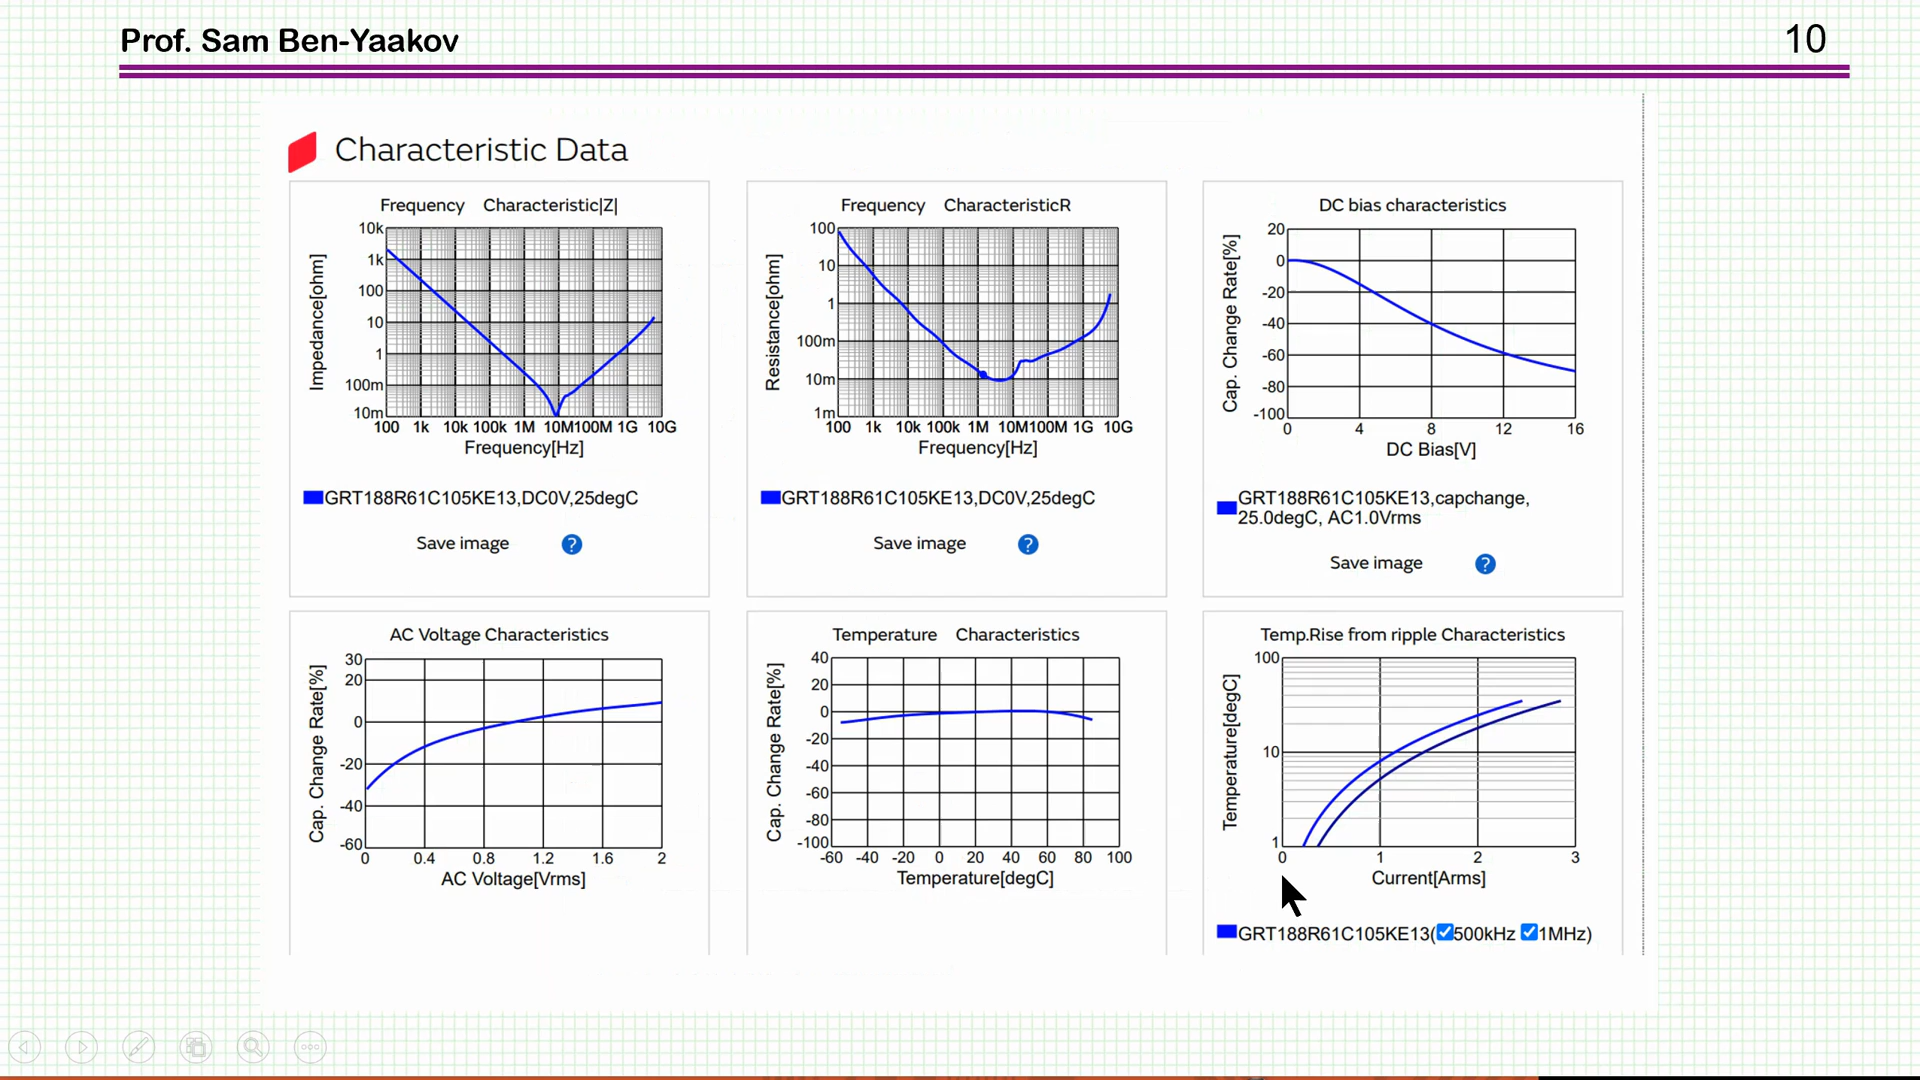 Prof. Sam Ben-Yaakov
10
Characteristic Data
Frequency Characteristic|Z|
Impedance[ohm]
10k
1k
100
10
1
100m
10m
100 1k 10k 100k 1M 10M100M 1G 10G
Frequency[Hz]
GRT188R61C105KE13,DC0V,25degC
Save image ?
Frequency CharacteristicR
Resistance[ohm]
100
10
1
100m
10m
1m
100 1k 10k 100k 1M 10M100M 1G 10G
Frequency[Hz]
GRT188R61C105KE13,DC0V,25degC
Save image ?
DC bias characteristics
Cap. Change Rate[%]
20
0
-20
-40
-60
-80
-100
0 4 8 12 16
DC Bias[V]
GRT188R61C105KE13,capchange,
25.0degC, AC1.0Vrms
Save image ?
AC Voltage Characteristics
Cap. Change Rate[%]
30
20
0
-20
-40
-60
0 0.4 0.8 1.2 1.6 2
AC Voltage[Vrms]
Temperature Characteristics
Cap. Change Rate[%]
40
20
0
-20
-40
-60
-80
-100
-60 -40 -20 0 20 40 60 80 100
Temperature[degC]
Temp.Rise from ripple Characteristics
Temperature[degC]
100
10
1
0 1 2 3
Current[Arms]
GRT188R61C105KE13(500kHz 1MHz)